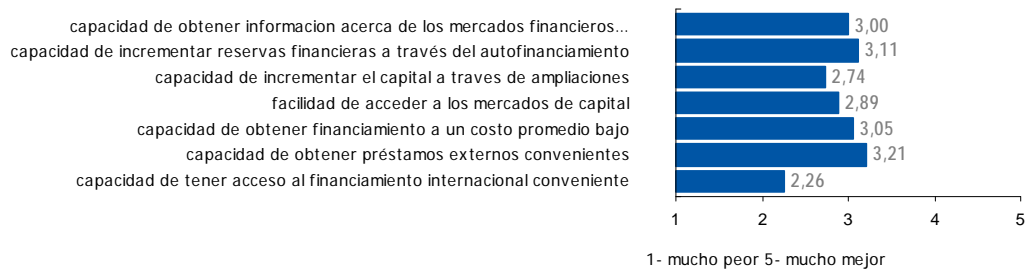 capacidad de obtener informacion acerca de los mercados financieros...
3,00
capacidad de incrementar reservas financieras a través del autofinanciamiento
3,11
capacidad de incrementar el capital a traves de ampliaciones
2,74
facilidad de acceder a los mercados de capital
2,89
capacidad de obtener financiamiento a un costo promedio bajo
3,05
capacidad de obtener préstamos externos convenientes
3,21
capacidad de tener acceso al financiamiento internacional conveniente
2,26
1 2 3 4 5
1- mucho peor 5- mucho mejor